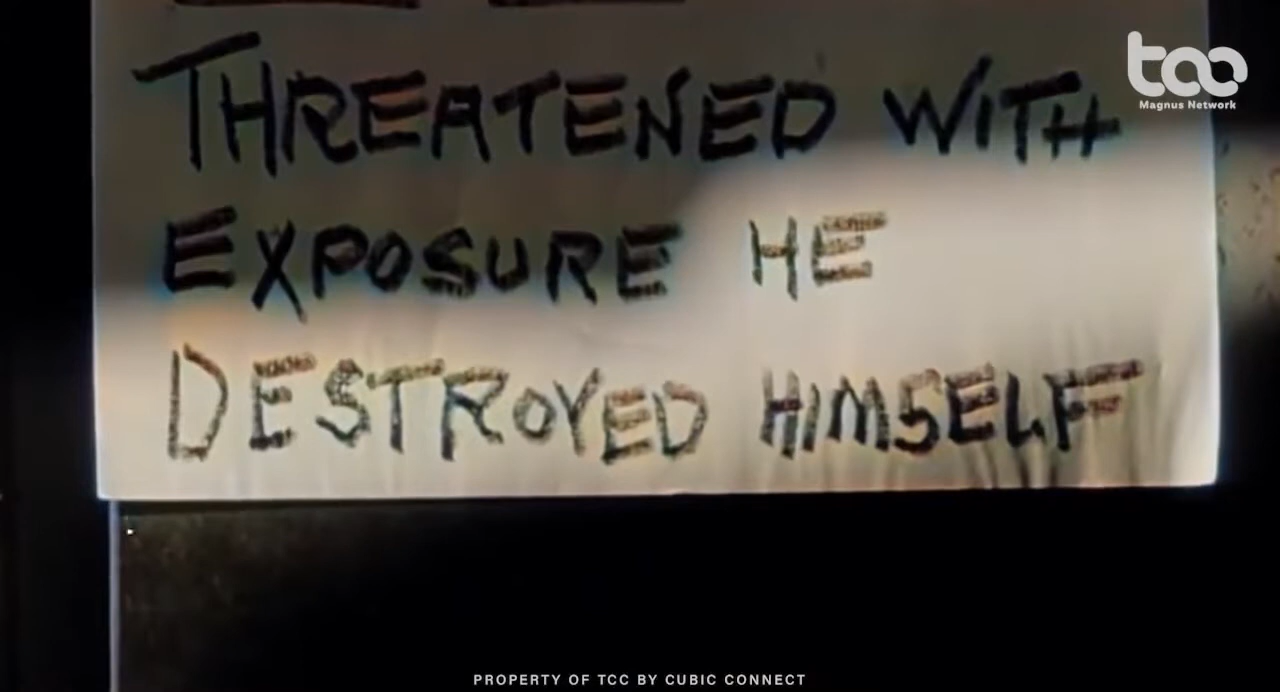 tcc
Magnus Network
THREATENED WITH
EXPOSURE HE
DESTROYED HIMSELF
PROPERTY OF TCC BY CUBIC CONNECT